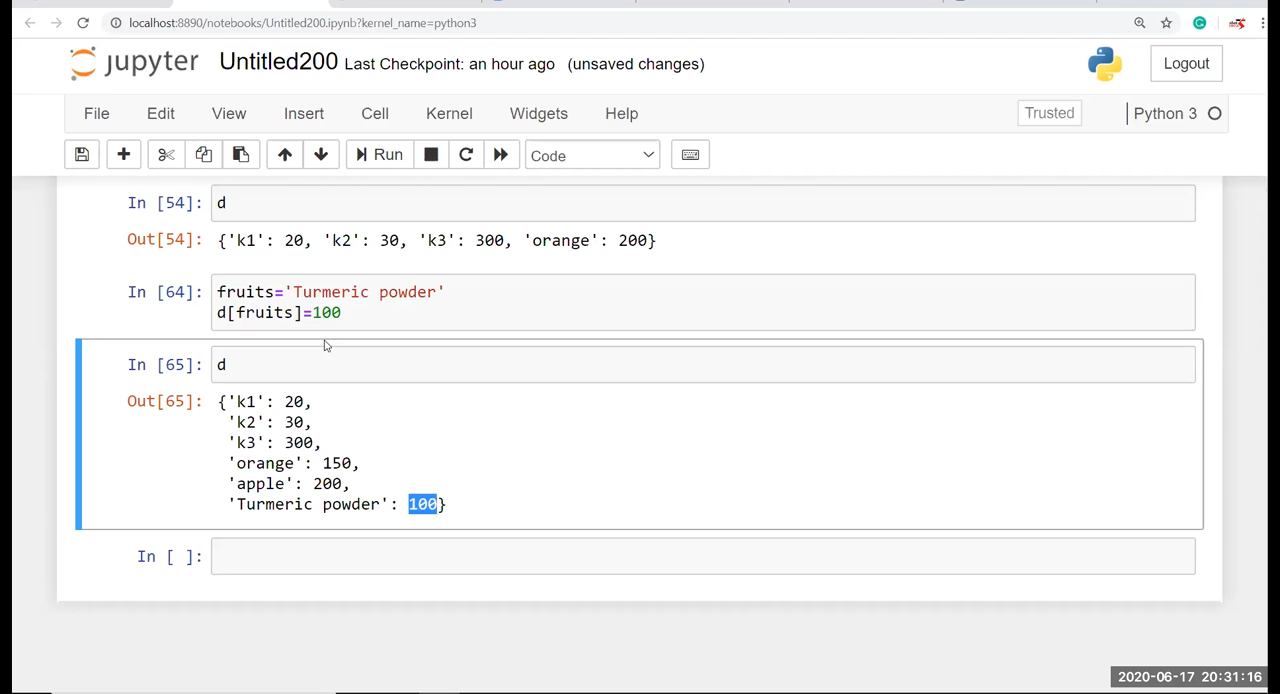 localhost:8890/notebooks/Untitled200.ipynb?kernel_name=python3
jupyter Untitled200 Last Checkpoint: an hour ago (unsaved changes) Logout
File Edit View Insert Cell Kernel Widgets Help Trusted Python 3
Run Code
In [54]: d
Out[54]: {'k1': 20, 'k2': 30, 'k3': 300, 'orange': 200}
In [64]: fruits='Turmeric powder'
d[fruits]=100
In [65]: d
Out[65]: {'k1': 20,
'k2': 30,
'k3': 300,
'orange': 150,
'apple': 200,
'Turmeric powder': 100}
In [ ]:
2020-06-17 20:31:16